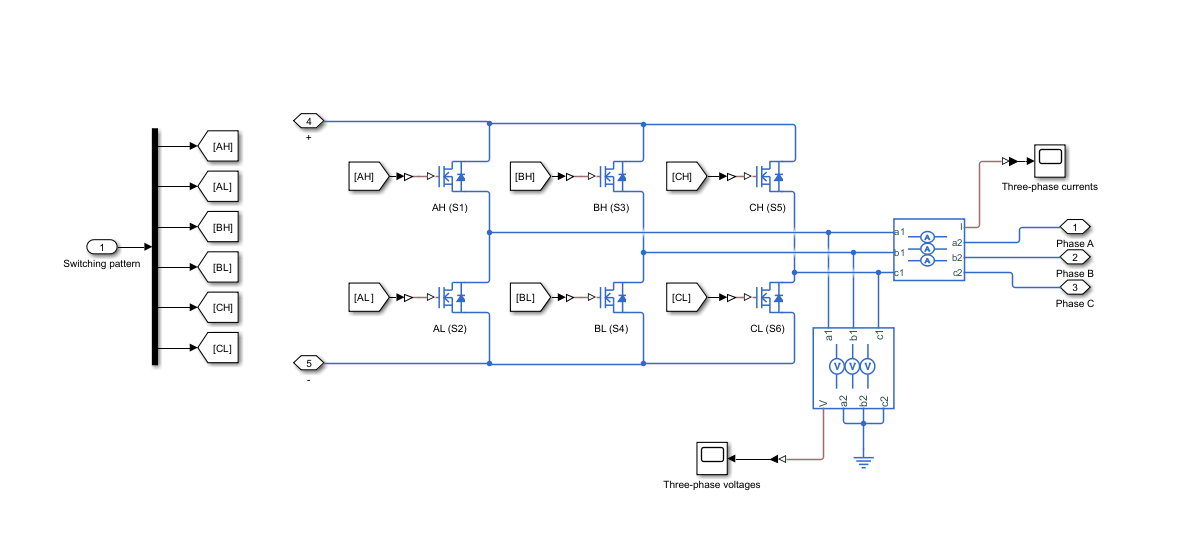 1
Switching pattern
[AH]
[AL]
[BH]
[BL]
[CH]
[CL]
4
+
[AH]
AH (S1)
[BH]
BH (S3)
[CH]
CH (S5)
[AL]
AL (S2)
[BL]
BL (S4)
[CL]
CL (S6)
5
-
a1
b1
c1
A
A
A
I
a2
b2
c2
Three-phase currents
1
Phase A
2
Phase B
3
Phase C
a1
b1
c1
V
V
V
V
a2
b2
c2
Three-phase voltages